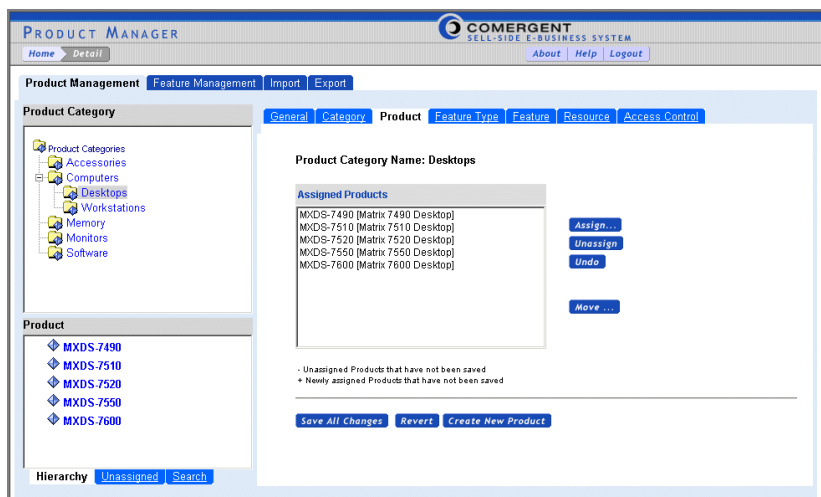 PRODUCT MANAGER
COMERGENT
SELL-SIDE E-BUSINESS SYSTEM
Home Detail
About Help Logout
Product Management Feature Management Import Export
Product Category
General Category Product Feature Type Feature Resource Access Control
Product Categories
Accessories
Computers
Desktops
Workstations
Memory
Monitors
Software
Product Category Name: Desktops
Assigned Products
MXDS-7490 [Matrix 7490 Desktop]
MXDS-7510 [Matrix 7510 Desktop]
MXDS-7520 [Matrix 7520 Desktop]
MXDS-7550 [Matrix 7550 Desktop]
MXDS-7600 [Matrix 7600 Desktop]
Assign...
Unassign
Undo
Move ...
- Unassigned Products that have not been saved
+ Newly assigned Products that have not been saved
Save All Changes Revert Create New Product
Product
MXDS-7490
MXDS-7510
MXDS-7520
MXDS-7550
MXDS-7600
Hierarchy Unassigned Search